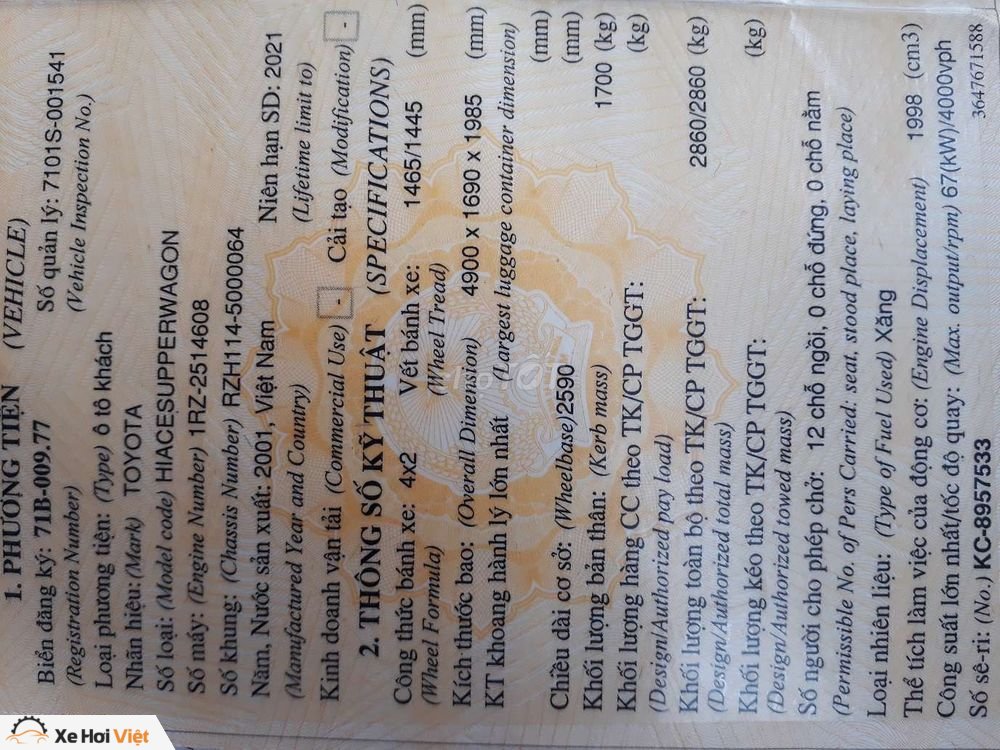 1. PHƯƠNG TIỆN (VEHICLE)
Biển đăng ký: 71B-009.77 Số quản lý: 7101S-001541
(Registration Number) (Vehicle Inspection No.)
Loại phương tiện: (Type) ô tô khách
Nhãn hiệu: (Mark) TOYOTA
Số loại: (Model code) HIACESUPPERWAGON
Số máy: (Engine Number) 1RZ-2514608
Số khung: (Chassis Number) RZH114-5000064
Năm, Nước sản xuất: 2001, Việt Nam Niên hạn SD: 2021
(Manufactured Year and Country) (Lifetime limit to)
Kinh doanh vận tải (Commercial Use) - Cải tạo (Modification) -
2. THÔNG SỐ KỸ THUẬT (SPECIFICATIONS)
Công thức bánh xe: 4x2 Vết bánh xe: 1465/1445 (mm)
(Wheel Formula) (Wheel Tread)
Kích thước bao: (Overall Dimension) 4900 x 1690 x 1985 (mm)
KT khoang hành lý lớn nhất (Largest luggage container dimension)
(mm)
Chiều dài cơ sở: (Wheelbase)2590 (mm)
Khối lượng bản thân: (Kerb mass) 1700 (kg)
Khối lượng hàng CC theo TK/CP TGGT: (kg)
(Design/Authorized pay load)
Khối lượng toàn bộ theo TK/CP TGGT: 2860/2860 (kg)
(Design/Authorized total mass)
Khối lượng kéo theo TK/CP TGGT: (kg)
(Design/Authorized towed mass)
Số người cho phép chở: 12 chỗ ngồi, 0 chỗ đứng, 0 chỗ nằm
(Permissible No. of Pers Carried: seat, stood place, laying place)
Loại nhiên liệu: (Type of Fuel Used) Xăng
Thể tích làm việc của động cơ: (Engine Displacement) 1998 (cm3)
Công suất lớn nhất/tốc độ quay: (Max. output/rpm) 67(kW)/4000vph
Số sê-ri: (No.) KC-8957533 3647671588
Xe Hơi Việt